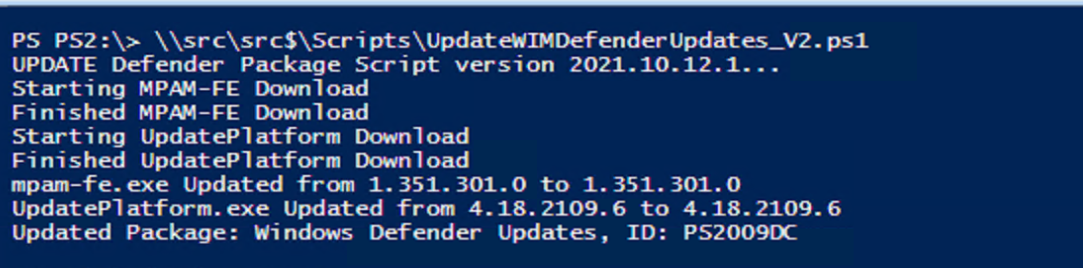 PS PS2:\> \\src\src$\Scripts\UpdateWIMDefenderUpdates_V2.ps1
UPDATE Defender Package Script version 2021.10.12.1...
Starting MPAM-FE Download
Finished MPAM-FE Download
Starting UpdatePlatform Download
Finished UpdatePlatform Download
mpam-fe.exe Updated from 1.351.301.0 to 1.351.301.0
UpdatePlatform.exe Updated from 4.18.2109.6 to 4.18.2109.6
Updated Package: Windows Defender Updates, ID: PS2009DC